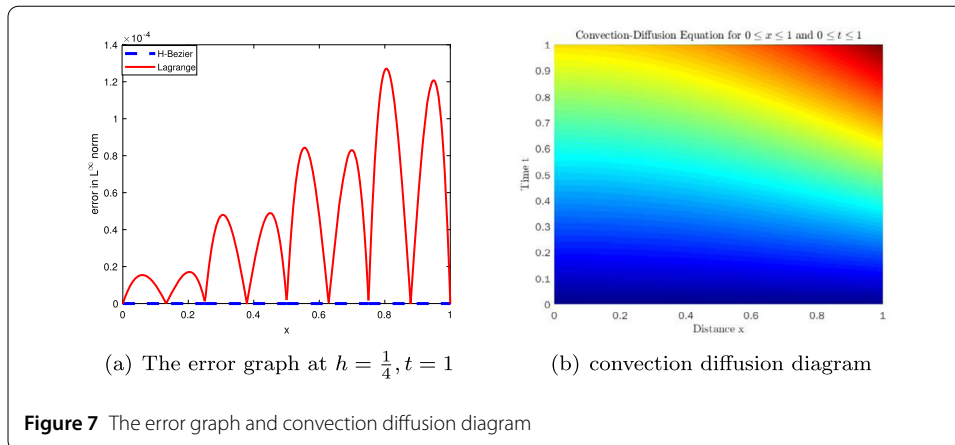 1.4
×10⁻⁴
H-Bezier
Lagrange
1.2
1
0.8
0.6
0.4
0.2
0
error in L∞ norm
0 0.2 0.4 0.6 0.8 1
x
(a) The error graph at h = 1/4, t = 1
Convection-Diffusion Equation for 0 ≤ x ≤ 1 and 0 ≤ t ≤ 1
1
0.9
0.8
0.7
0.6
0.5
0.4
0.3
0.2
0.1
0
Time t
0 0.2 0.4 0.6 0.8 1
Distance x
(b) convection diffusion diagram
Figure 7 The error graph and convection diffusion diagram